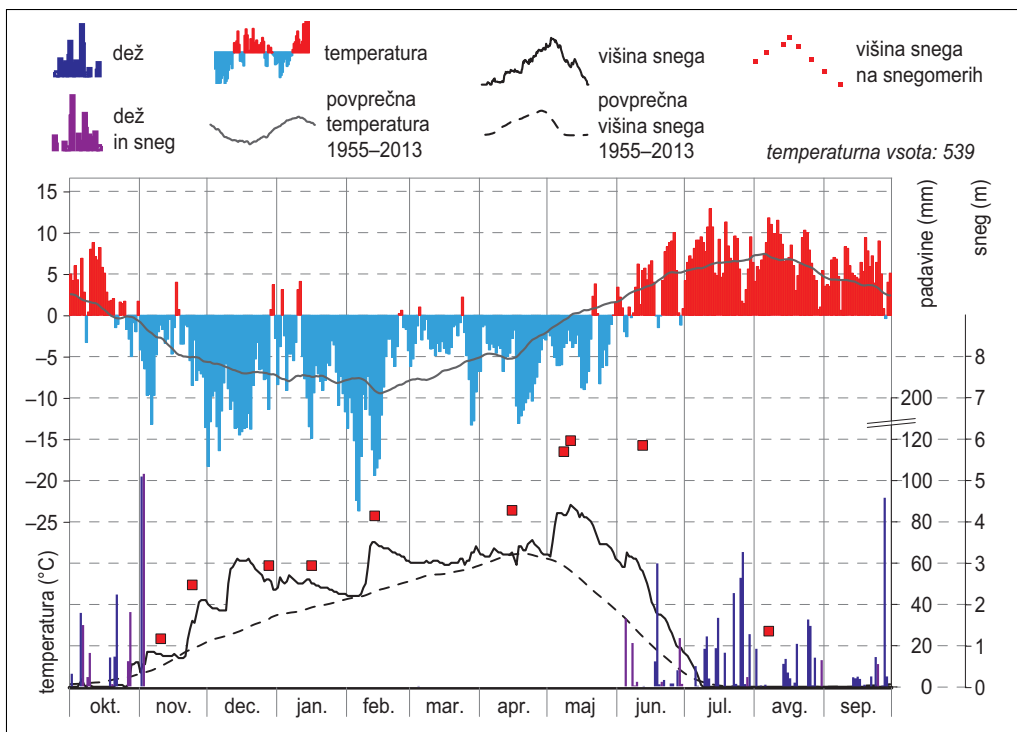 dež
temperatura
višina snega
višina snega
na snegomerih
dež
in sneg
povprečna
temperatura
1955–2013
povprečna
višina snega
1955–2013
temperaturna vsota: 539
15
10
5
0
–5
–10
–15
–20
–25
temperatura (°C)
padavine (mm)
200
120
100
80
60
40
20
0
sneg (m)
8
7
6
5
4
3
2
1
0
okt.
nov.
dec.
jan.
feb.
mar.
apr.
maj
jun.
jul.
avg.
sep.